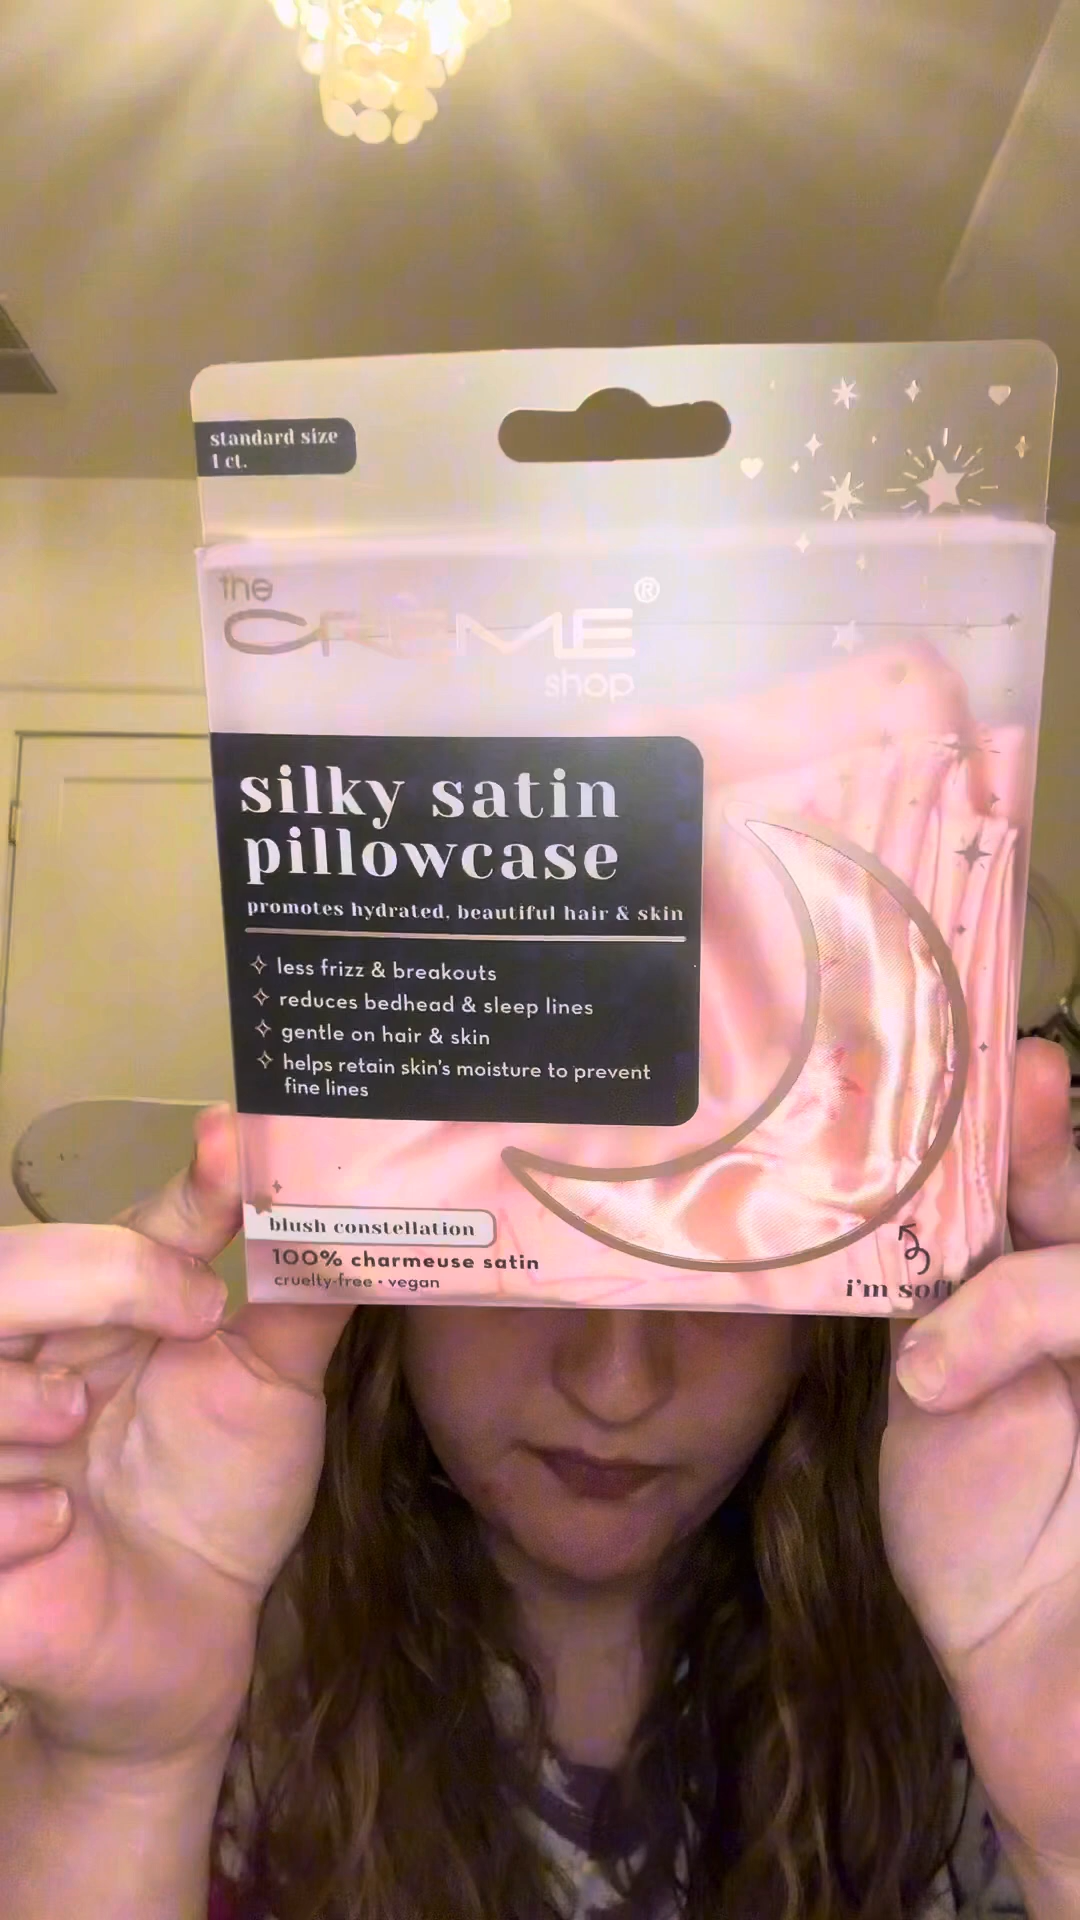 standard size
1 ct.
the
CRÈME®
shop
silky satin
pillowcase
promotes hydrated, beautiful hair & skin
less frizz & breakouts
reduces bedhead & sleep lines
gentle on hair & skin
helps retain skin's moisture to prevent
fine lines
blush constellation
100% charmeuse satin
cruelty-free • vegan
i'm soft